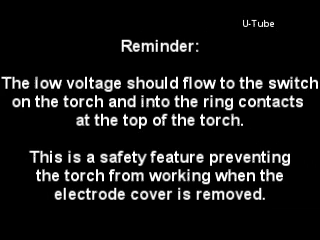 U-Tube
Reminder:
The low voltage should flow to the switch
on the torch and into the ring contacts
at the top of the torch.
This is a safety feature preventing
the torch from working when the
electrode cover is removed.